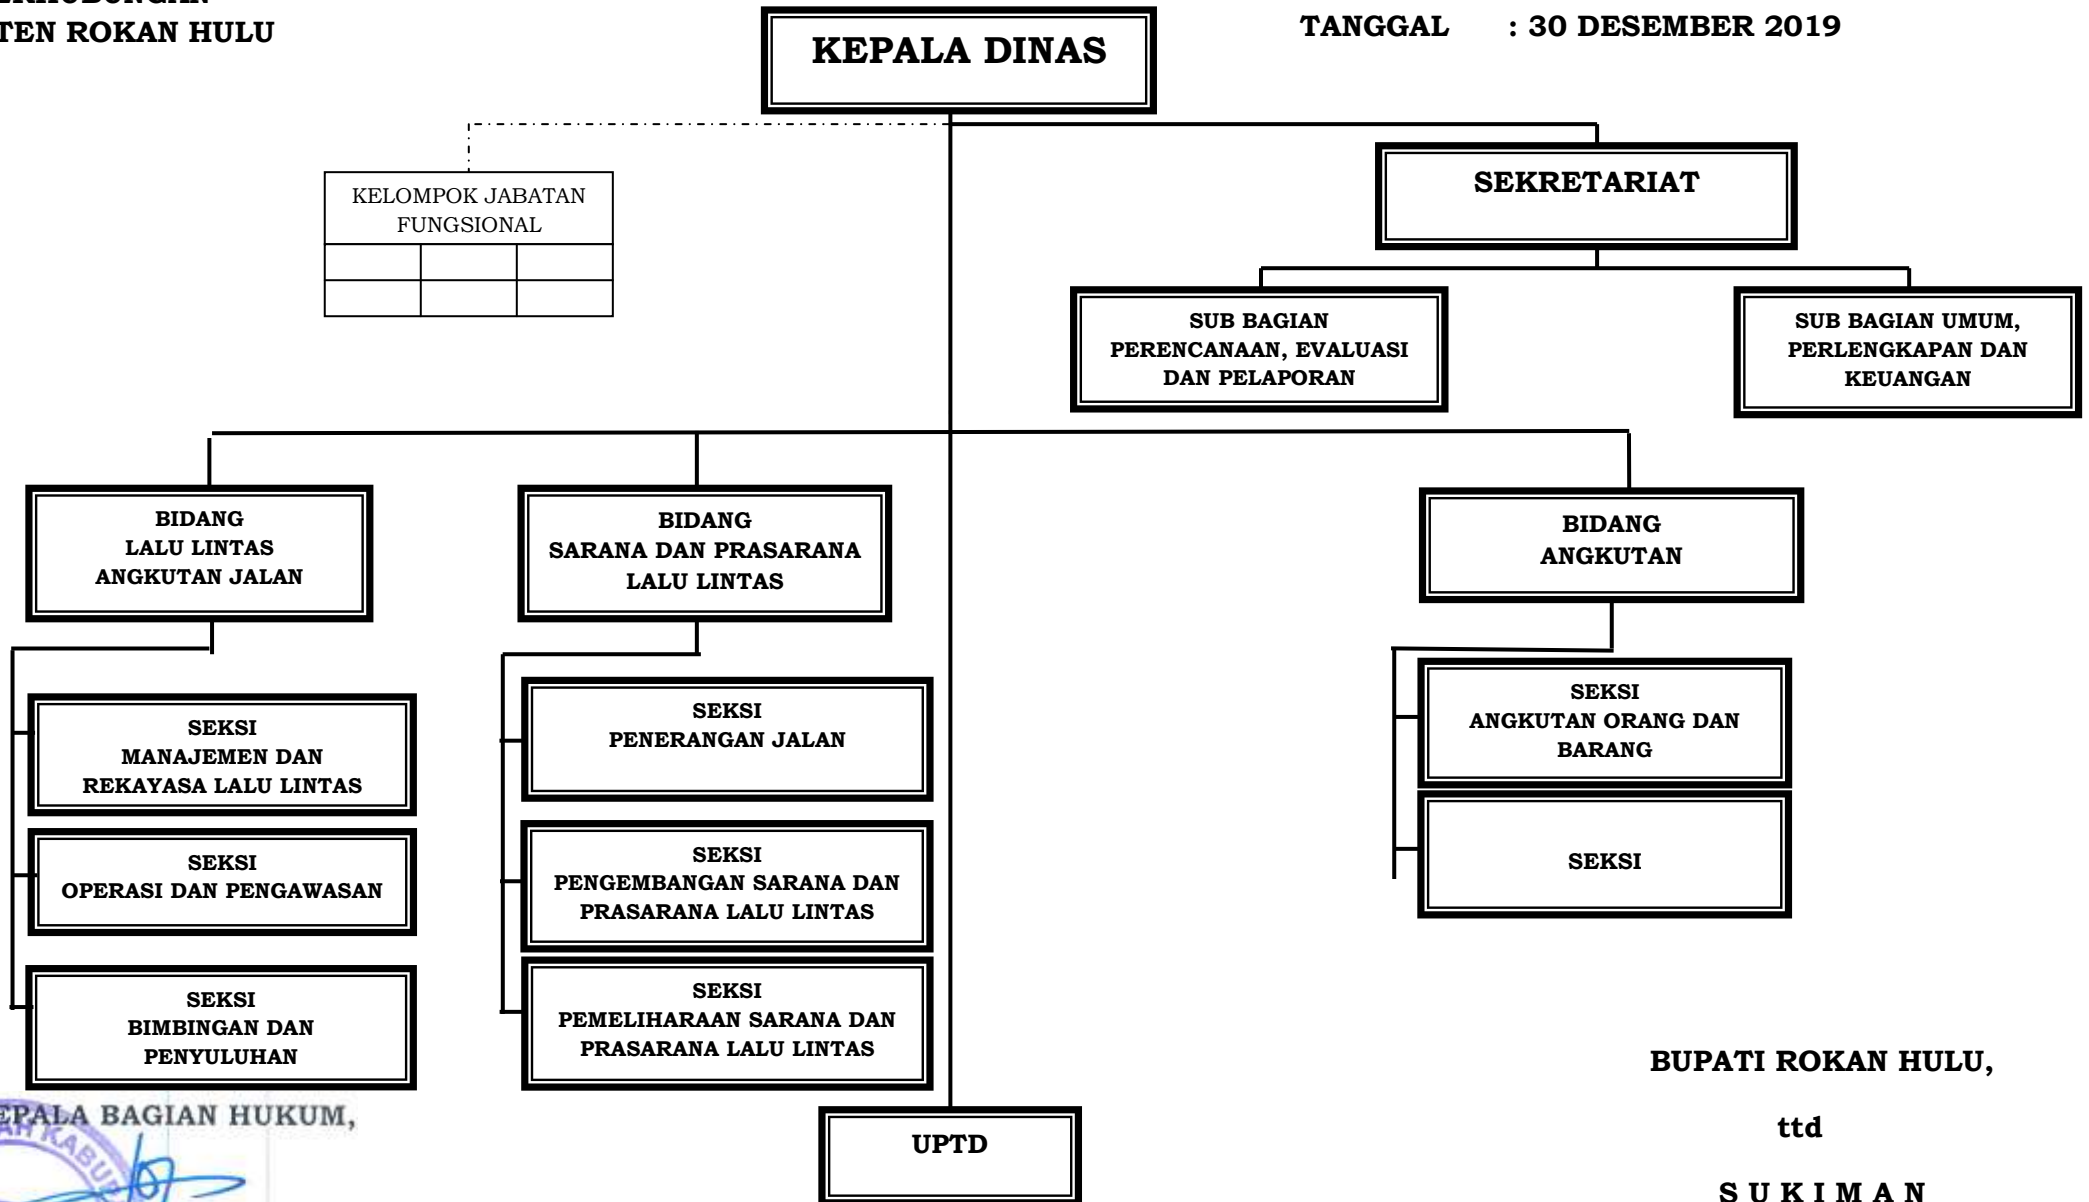 TEN ROKAN HULU
TANGGAL : 30 DESEMBER 2019
KEPALA DINAS
KELOMPOK JABATAN
FUNGSIONAL
SEKRETARIAT
SUB BAGIAN
PERENCANAAN, EVALUASI
DAN PELAPORAN
SUB BAGIAN UMUM,
PERLENGKAPAN DAN
KEUANGAN
BIDANG
LALU LINTAS
ANGKUTAN JALAN
BIDANG
SARANA DAN PRASARANA
LALU LINTAS
BIDANG
ANGKUTAN
SEKSI
MANAJEMEN DAN
REKAYASA LALU LINTAS
SEKSI
OPERASI DAN PENGAWASAN
SEKSI
BIMBINGAN DAN
PENYULUHAN
SEKSI
PENERANGAN JALAN
SEKSI
PENGEMBANGAN SARANA DAN
PRASARANA LALU LINTAS
SEKSI
PEMELIHARAAN SARANA DAN
PRASARANA LALU LINTAS
SEKSI
ANGKUTAN ORANG DAN
BARANG
SEKSI
UPTD
EPALA BAGIAN HUKUM,
BUPATI ROKAN HULU,
ttd
S U K I M A N